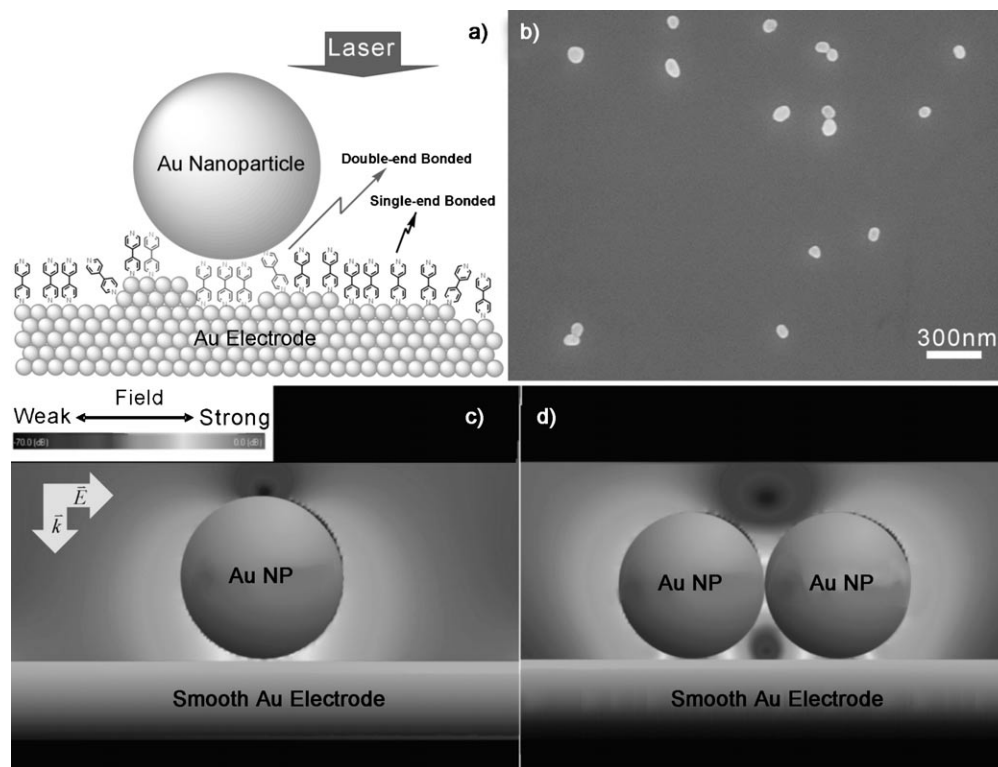 a)
Laser
Au Nanoparticle
Double-end Bonded
Single-end Bonded
Au Electrode
b)
300nm
Field
Weak
Strong
-70.0 (dB)
0.0 (dB)
c)
E
k
Au NP
Smooth Au Electrode
d)
Au NP
Au NP
Smooth Au Electrode